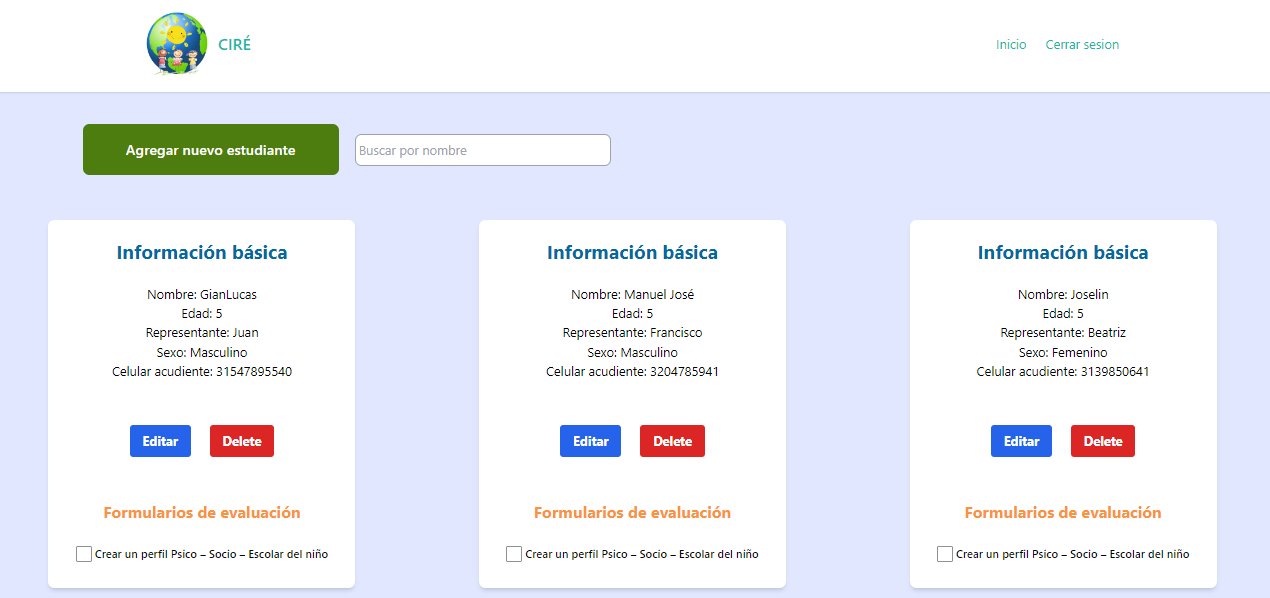 CIRÉ
Inicio
Cerrar sesion
Agregar nuevo estudiante
Buscar por nombre
Información básica
Nombre: GianLucas
Edad: 5
Representante: Juan
Sexo: Masculino
Celular acudiente: 31547895540
Editar
Delete
Formularios de evaluación
Crear un perfil Psico – Socio – Escolar del niño
Información básica
Nombre: Manuel José
Edad: 5
Representante: Francisco
Sexo: Masculino
Celular acudiente: 3204785941
Editar
Delete
Formularios de evaluación
Crear un perfil Psico – Socio – Escolar del niño
Información básica
Nombre: Joselin
Edad: 5
Representante: Beatriz
Sexo: Femenino
Celular acudiente: 3139850641
Editar
Delete
Formularios de evaluación
Crear un perfil Psico – Socio – Escolar del niño